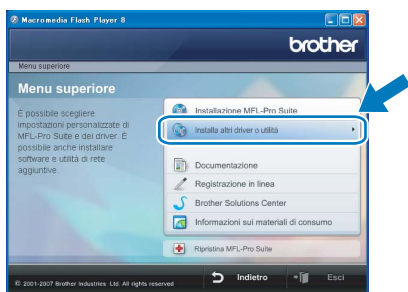 Macromedia Flash Player 8
brother
Menu superiore
Menu superiore
È possibile scegliere
impostazioni personalizzate di
MFL-Pro Suite e dei driver. È
possibile anche installare
software e utilità di rete
aggiuntive.
Installazione MFL-Pro Suite
Installa altri driver o utilità
Documentazione
Registrazione in linea
Brother Solutions Center
Informazioni sui materiali di consumo
Ripristina MFL-Pro Suite
© 2001-2007 Brother Industries Ltd. All rights reserved
Indietro
Esci